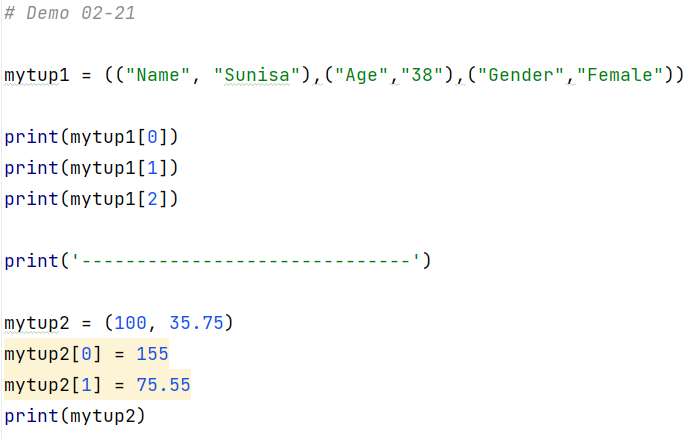 # Demo 02-21
mytup1 = (("Name", "Sunisa"),("Age","38"),("Gender","Female"))
print(mytup1[0])
print(mytup1[1])
print(mytup1[2])
print('------------------------------')
mytup2 = (100, 35.75)
mytup2[0] = 155
mytup2[1] = 75.55
print(mytup2)